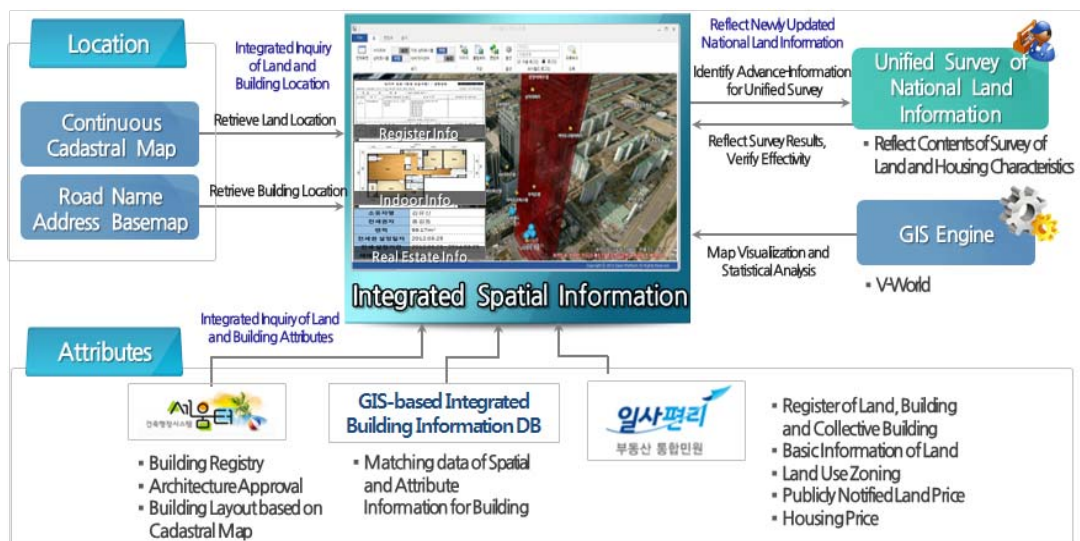 Location
Continuous
Cadastral Map
Road Name
Address Basemap
Integrated Inquiry
of Land and
Building Location
Retrieve Land Location
Retrieve Building Location
Register Info
Indoor Info
Real Estate Info
Integrated Spatial Information
Reflect Newly Updated
National Land Information
Identify Advance-Information
for Unified Survey
Reflect Survey Results,
Verify Effectivity
Unified Survey of
National Land
Information
▪ Reflect Contents of Survey of
Land and Housing Characteristics
Map Visualization and
Statistical Analysis
GIS Engine
▪ V-World
Integrated Inquiry of Land
and Building Attributes
Attributes
세움터
건축행정시스템
▪ Building Registry
▪ Architecture Approval
▪ Building Layout based on
Cadastral Map
GIS-based Integrated
Building Information DB
▪ Matching data of Spatial
and Attribute
Information for Building
일사편리
부동산 통합민원
▪ Register of Land, Building
and Collective Building
▪ Basic Information of Land
▪ Land Use Zoning
▪ Publicly Notified Land Price
▪ Housing Price